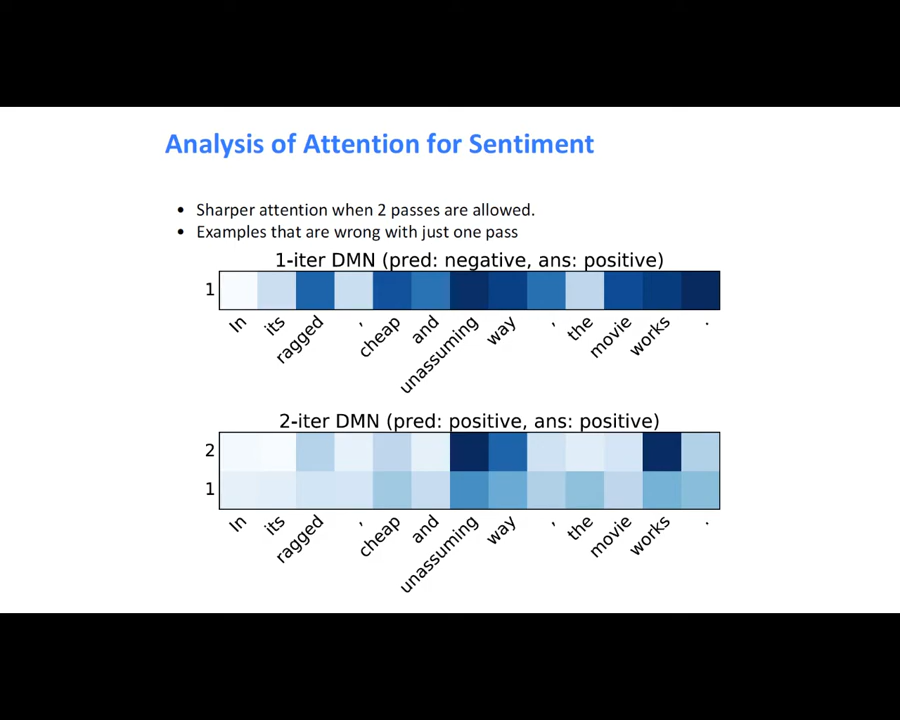 Analysis of Attention for Sentiment
• Sharper attention when 2 passes are allowed.
• Examples that are wrong with just one pass
1-iter DMN (pred: negative, ans: positive)
1
In its ragged , cheap and unassuming way , the movie works .
2-iter DMN (pred: positive, ans: positive)
2
1
In its ragged , cheap and unassuming way , the movie works .